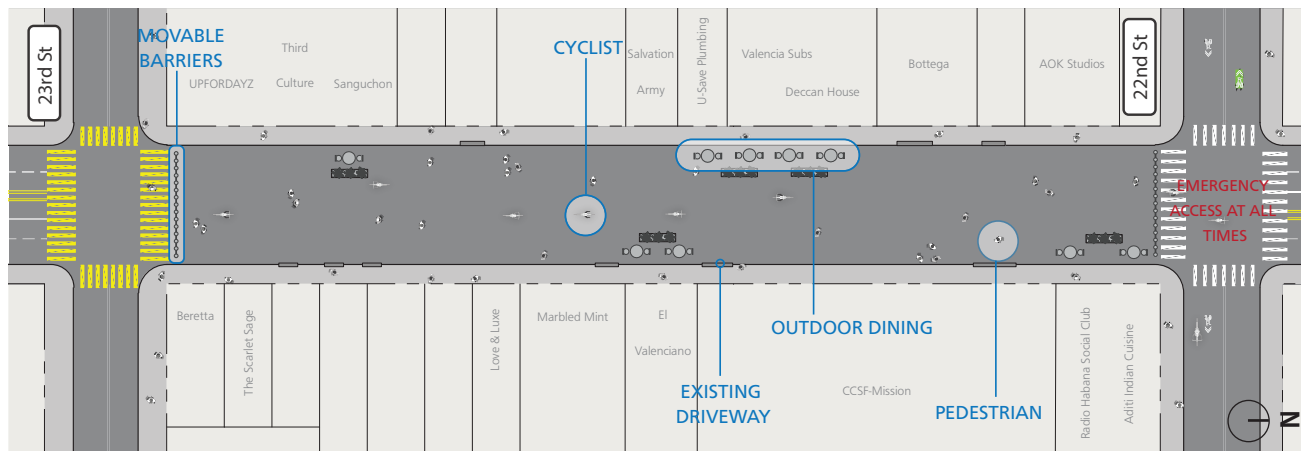 23rd St
MOVABLE
BARRIERS
UPFORDAYZ
Third
Culture
Sanguchon
CYCLIST
Salvation
Army
U-Save Plumbing
Valencia Subs
Deccan House
Bottega
AOK Studios
22nd St
EMERGENCY
ACCESS AT ALL
TIMES
Beretta
The Scarlet Sage
Love & Luxe
Marbled Mint
El
Valenciano
EXISTING
DRIVEWAY
OUTDOOR DINING
CCSF-Mission
PEDESTRIAN
Radio Habana Social Club
Aditi Indian Cuisine
N